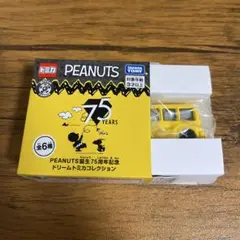 トミカ
PEANUTS
TAKARA TOMY
対象年齢
3才以上
75
YEARS
全6種
PEANUTS誕生75周年記念
ドリームトミカコレクション